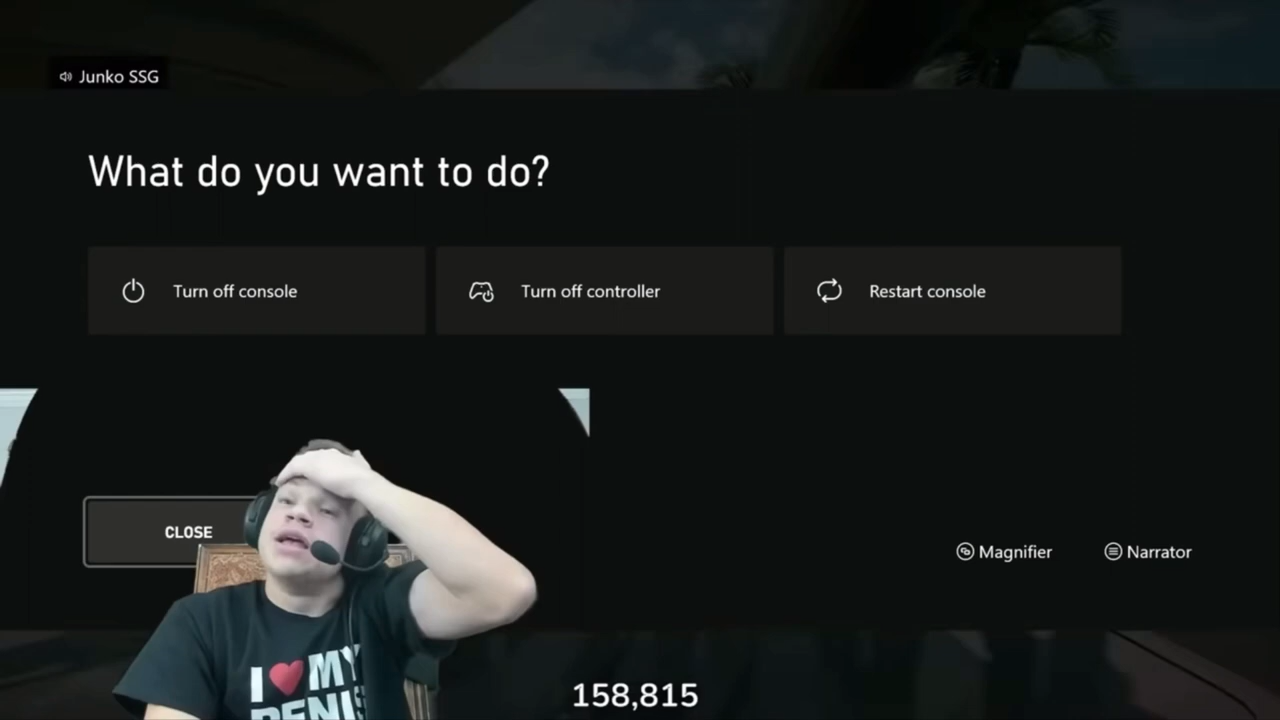 Junko SSG
What do you want to do?
Turn off console
Turn off controller
Restart console
CLOSE
Magnifier
Narrator
I ❤ MY
PENIS
158,815